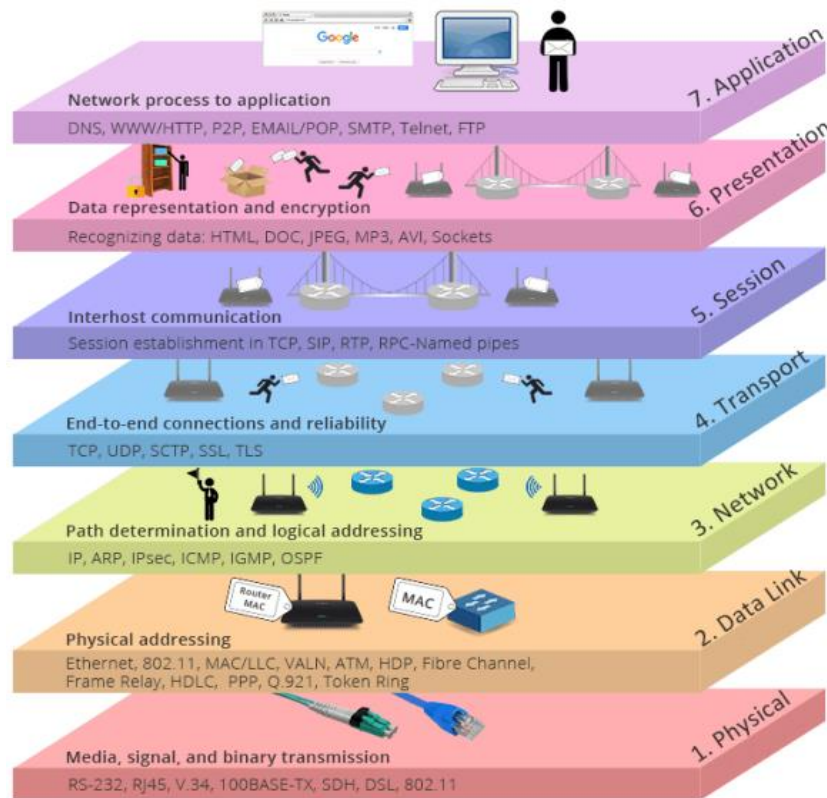 Google
7. Application
Network process to application
DNS, WWW/HTTP, P2P, EMAIL/POP, SMTP, Telnet, FTP
6. Presentation
Data representation and encryption
Recognizing data: HTML, DOC, JPEG, MP3, AVI, Sockets
5. Session
Interhost communication
Session establishment in TCP, SIP, RTP, RPC-Named pipes
4. Transport
End-to-end connections and reliability
TCP, UDP, SCTP, SSL, TLS
3. Network
Path determination and logical addressing
IP, ARP, IPsec, ICMP, IGMP, OSPF
Router
MAC
MAC
2. Data Link
Physical addressing
Ethernet, 802.11, MAC/LLC, VALN, ATM, HDP, Fibre Channel,
Frame Relay, HDLC, PPP, Q.921, Token Ring
1. Physical
Media, signal, and binary transmission
RS-232, RJ45, V.34, 100BASE-TX, SDH, DSL, 802.11